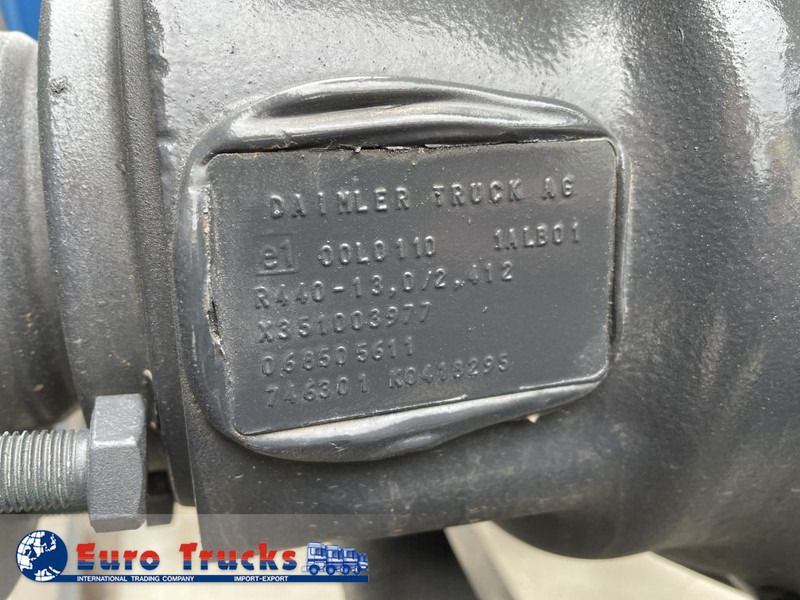 DAIMLER TRUCK AG
e1 00L0110 1ALB01
R440-13,0/2,412
X351003977
068505611
746301 K0418295
Euro Trucks
INTERNATIONAL TRADING COMPANY IMPORT-EXPORT